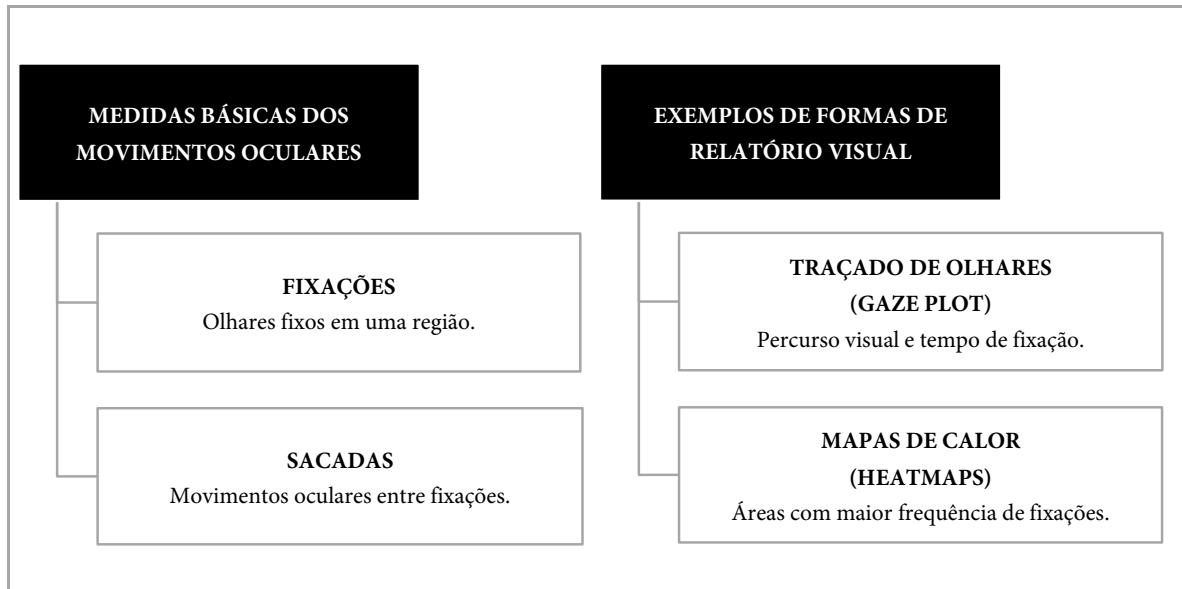 MEDIDAS BÁSICAS DOS
MOVIMENTOS OCULARES
FIXAÇÕES
Olhares fixos em uma região.
SACADAS
Movimentos oculares entre fixações.
EXEMPLOS DE FORMAS DE
RELATÓRIO VISUAL
TRAÇADO DE OLHARES
(GAZE PLOT)
Percurso visual e tempo de fixação.
MAPAS DE CALOR
(HEATMAPS)
Áreas com maior frequência de fixações.